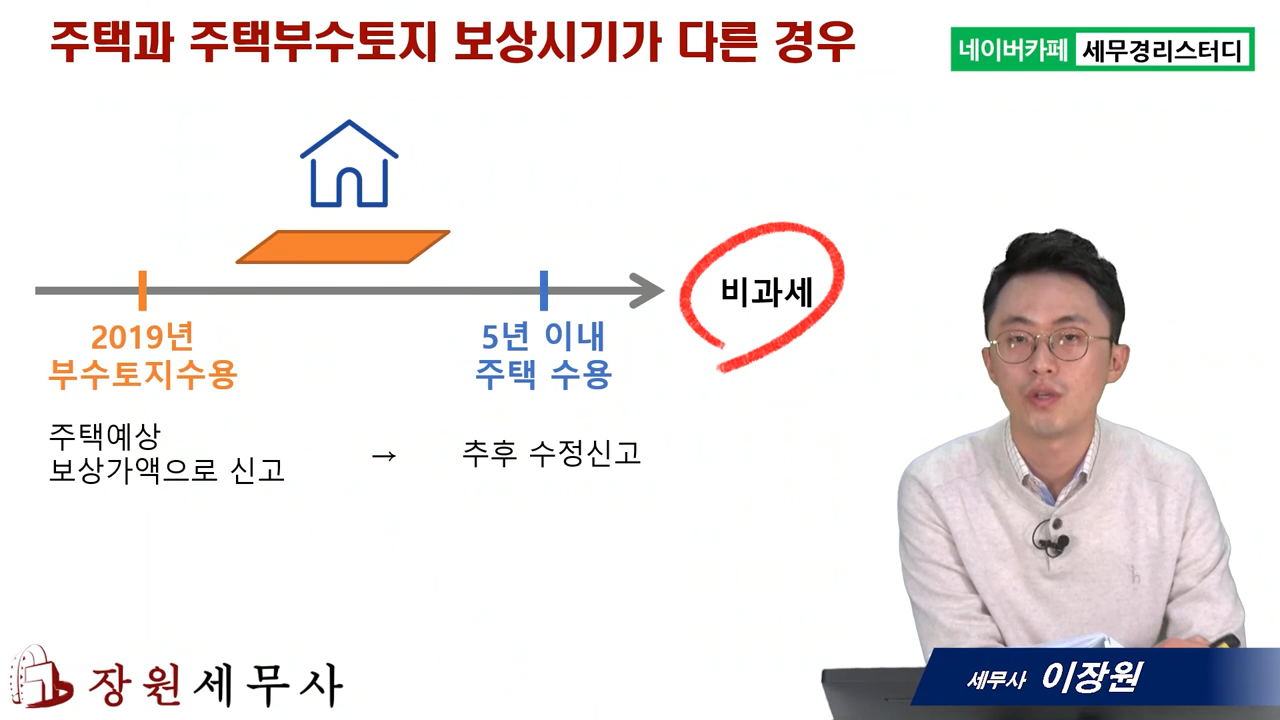 주택과 주택부수토지 보상시기가 다른 경우
네이버카페 세무경리스터디
비과세
2019년
부수토지수용
5년 이내
주택 수용
주택예상
보상가액으로 신고
→
추후 수정신고
장원세무사
세무사 이장원